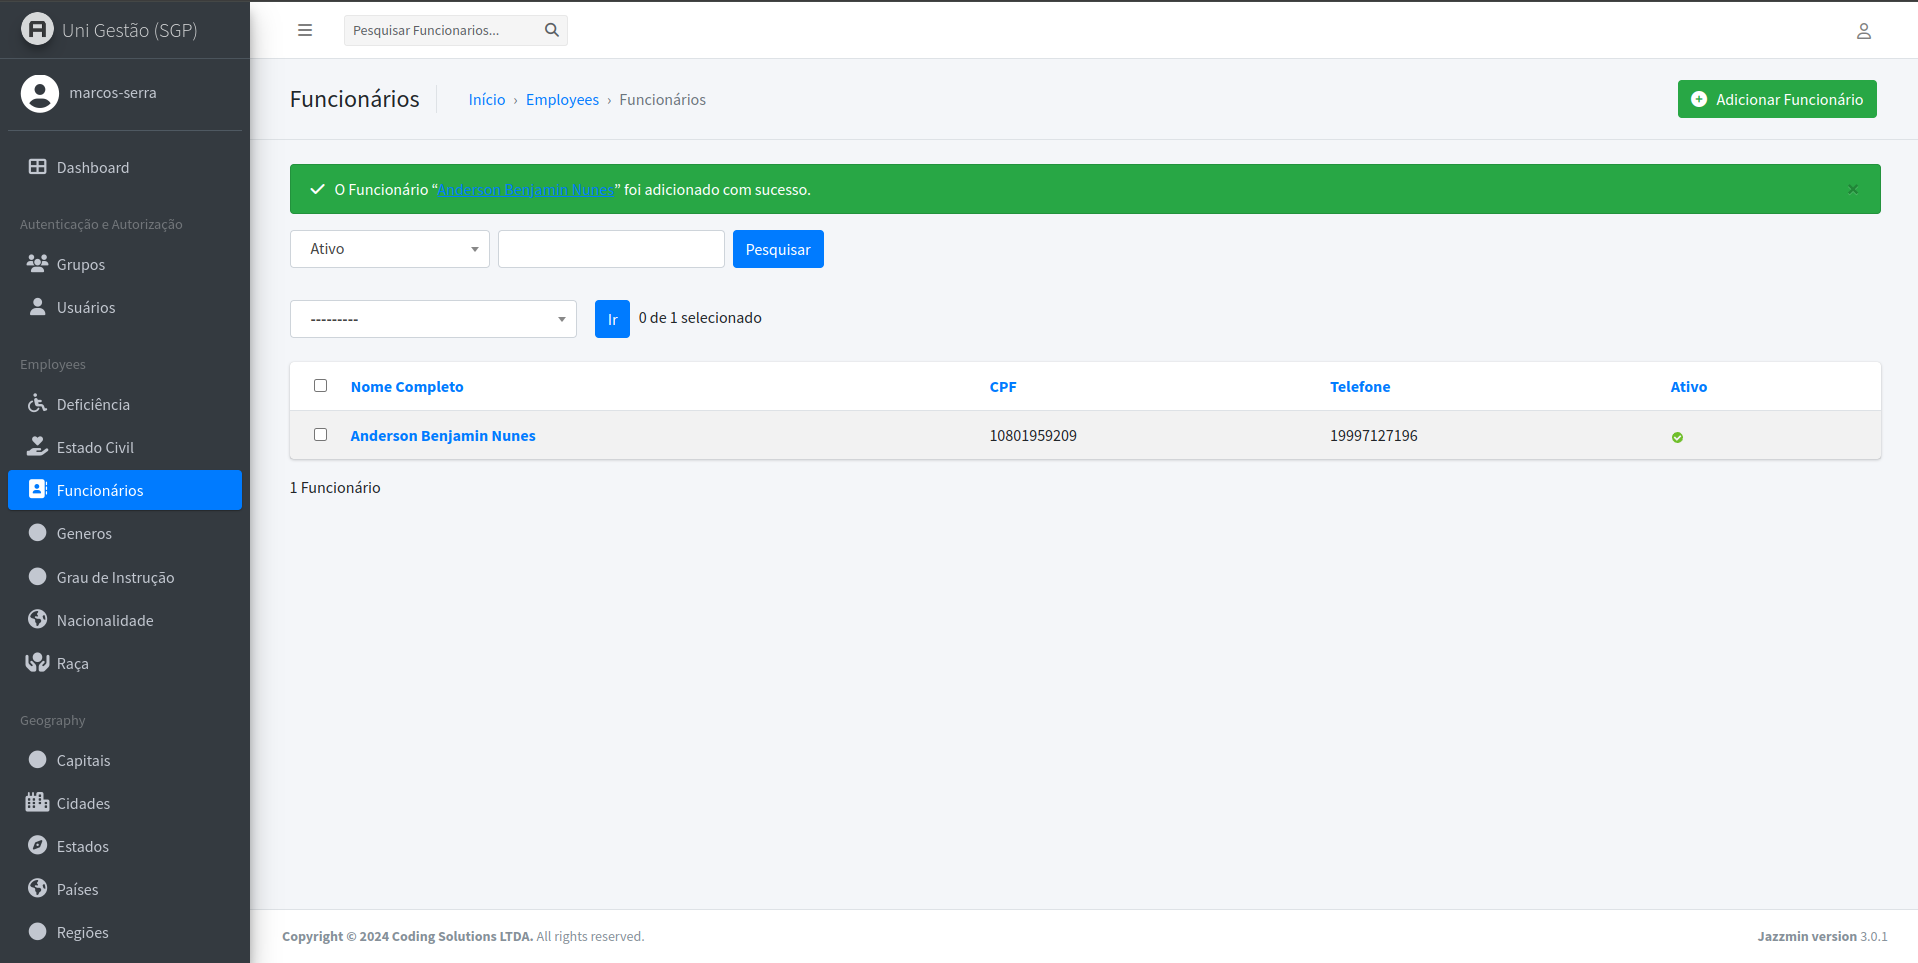 Uni Gestão (SGP)
Pesquisar Funcionarios...
marcos-serra
Dashboard
Autenticação e Autorização
Grupos
Usuários
Employees
Deficiência
Estado Civil
Funcionários
Generos
Grau de Instrução
Nacionalidade
Raça
Geography
Capitais
Cidades
Estados
Países
Regiões
Funcionários
Início › Employees › Funcionários
Adicionar Funcionário
O Funcionário “Anderson Benjamin Nunes” foi adicionado com sucesso.
×
Ativo
Pesquisar
---------
Ir
0 de 1 selecionado
Nome Completo CPF Telefone Ativo
Anderson Benjamin Nunes 10801959209 19997127196
1 Funcionário
Copyright © 2024 Coding Solutions LTDA. All rights reserved.
Jazzmin version 3.0.1